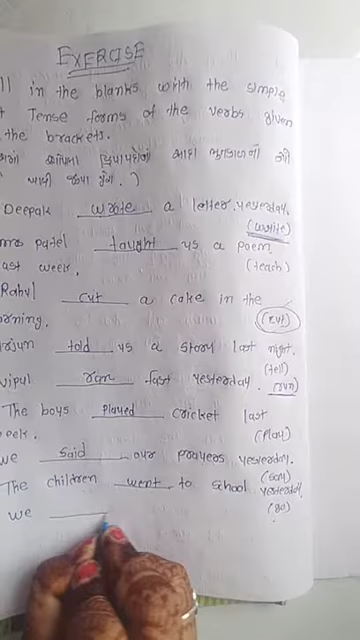 EXERCISE
ll in the blanks with the simple
t Tense forms of the verbs given
the brackets.
Deepak wrote a letter yesterday.
(write)
patel taught us a poem
ast week. (teach)
Rahul cut a cake in the
orning. (cut)
rjun told us a story last night.
(tell)
vipul ran fast yesterday.
(run)
The boys played cricket last
eek. (Play)
we said our prayers yesterday.
(say)
The children went to school yesterday.
(go)
we